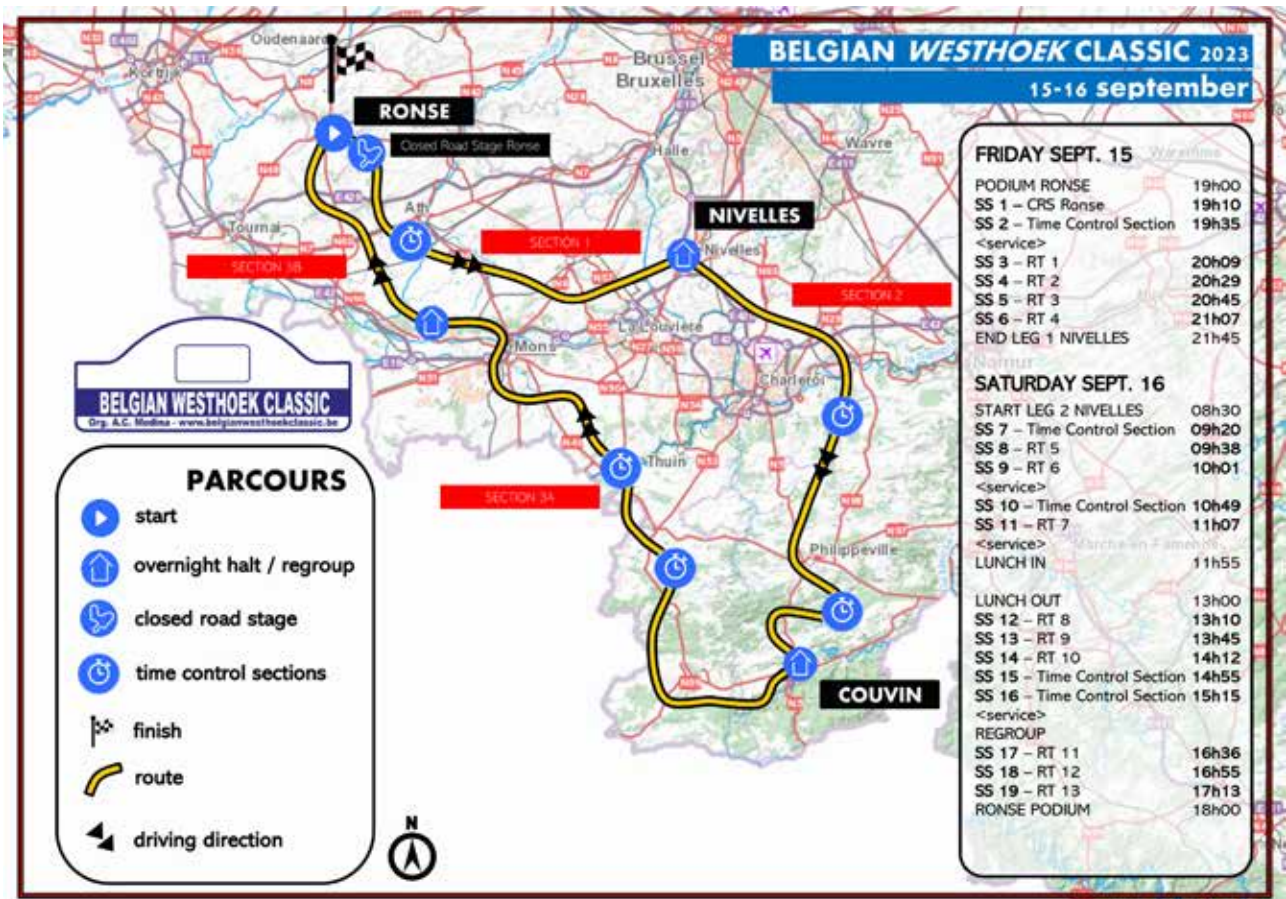 BELGIAN WESTHOEK CLASSIC 2023
15-16 september
Oudenaar
Kortrijk
Brussel
Bruxelles
RONSE
Closed Road Stage Ronse
Halle
Wavre
Ath
Tournai
NIVELLES
Nivelles
SECTION 1
SECTION 3B
SECTION 2
La Louvière
Mons
Charleroi
Namur
Thuin
SECTION 3A
Philippeville
COUVIN
Marche-en-Famenne
BELGIAN WESTHOEK CLASSIC
Org. A.C. Modina - www.belgianwesthoekclassic.be
PARCOURS
start
overnight halt / regroup
closed road stage
time control sections
finish
route
driving direction
N
FRIDAY SEPT. 15
PODIUM RONSE 19h00
SS 1 – CRS Ronse 19h10
SS 2 – Time Control Section 19h35
<service>
SS 3 – RT 1 20h09
SS 4 – RT 2 20h29
SS 5 – RT 3 20h45
SS 6 – RT 4 21h07
END LEG 1 NIVELLES 21h45
SATURDAY SEPT. 16
START LEG 2 NIVELLES 08h30
SS 7 – Time Control Section 09h20
SS 8 – RT 5 09h38
SS 9 – RT 6 10h01
<service>
SS 10 – Time Control Section 10h49
SS 11 – RT 7 11h07
<service>
LUNCH IN 11h55
LUNCH OUT 13h00
SS 12 – RT 8 13h10
SS 13 – RT 9 13h45
SS 14 – RT 10 14h12
SS 15 – Time Control Section 14h55
SS 16 – Time Control Section 15h15
<service>
REGROUP
SS 17 – RT 11 16h36
SS 18 – RT 12 16h55
SS 19 – RT 13 17h13
RONSE PODIUM 18h00